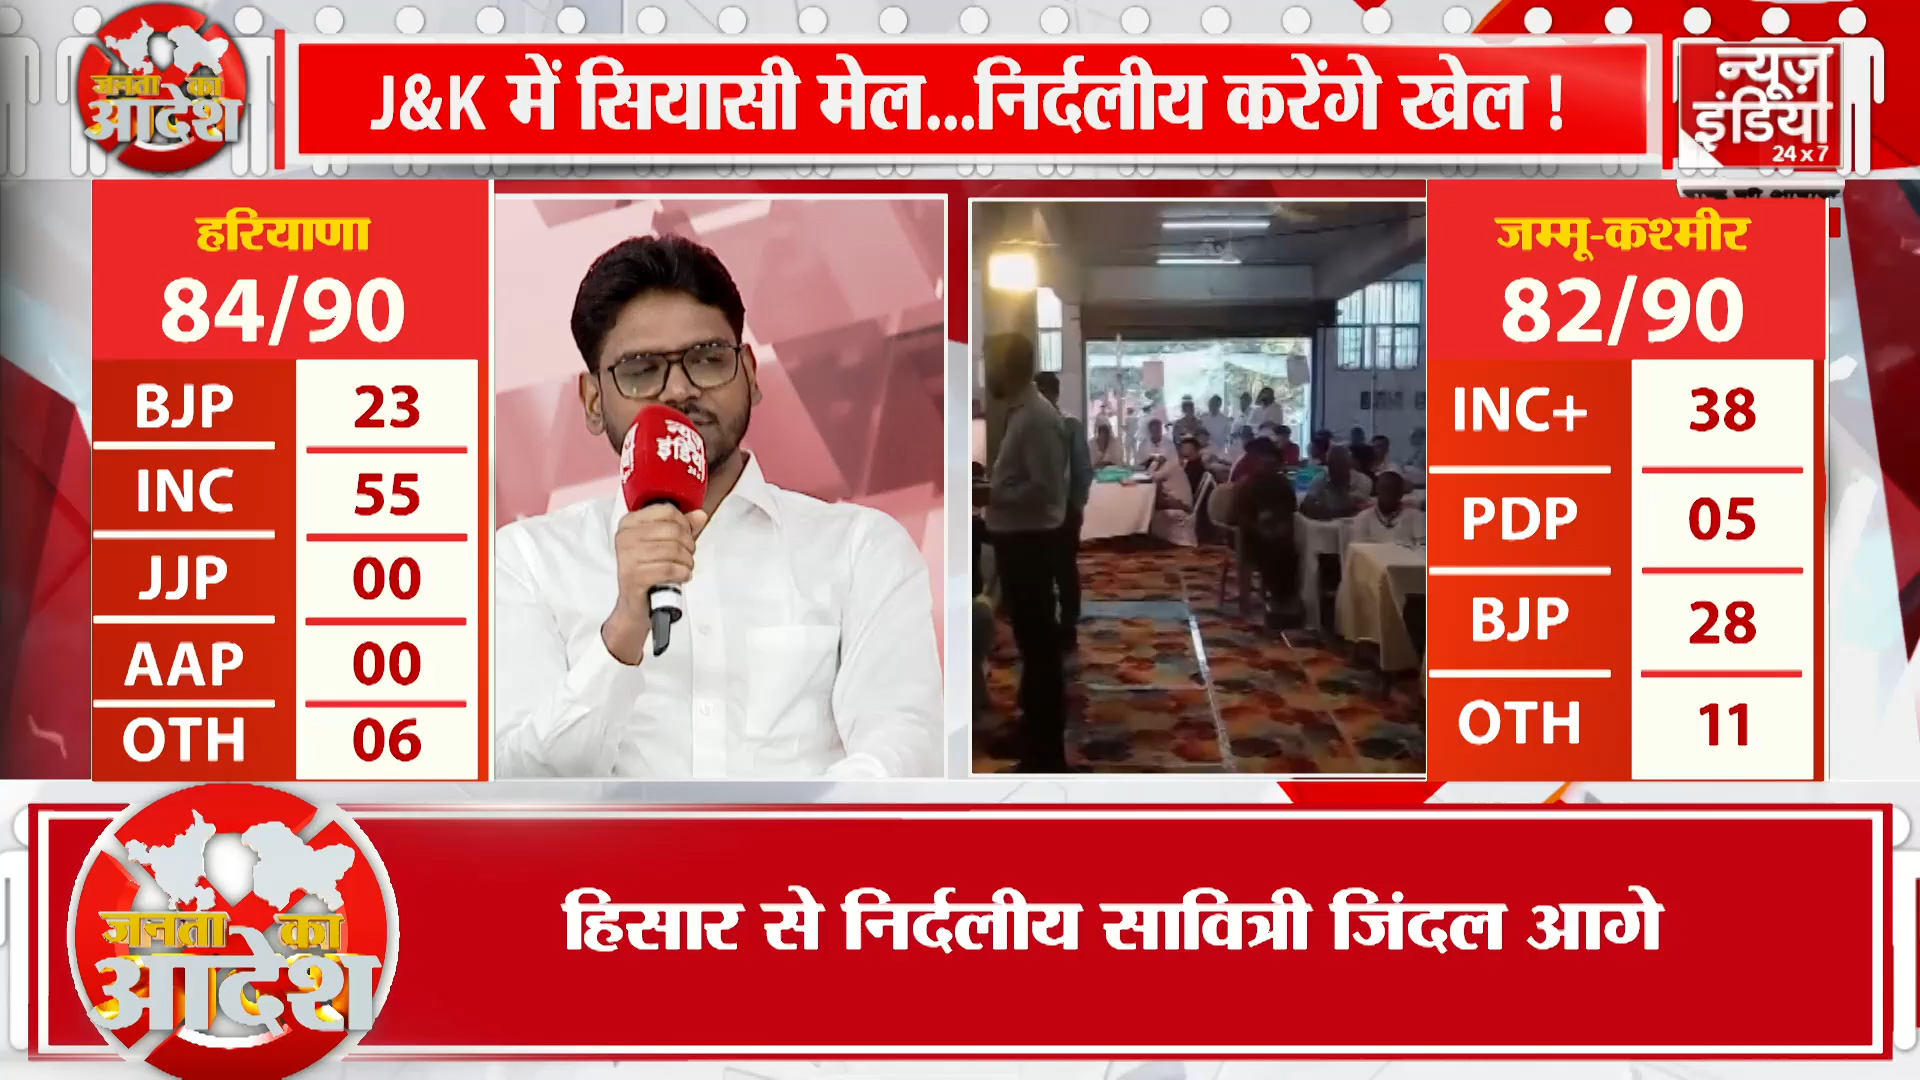 जनता का
आदेश
J&K में सियासी मेल...निर्दलीय करेंगे खेल !
न्यूज़
इंडिया
24x7
हरियाणा
84/90
BJP 23
INC 55
JJP 00
AAP 00
OTH 06
न्यूज़
इंडिया
जम्मू-कश्मीर
82/90
INC+ 38
PDP 05
BJP 28
OTH 11
जनता का
आदेश
हिसार से निर्दलीय सावित्री जिंदल आगे